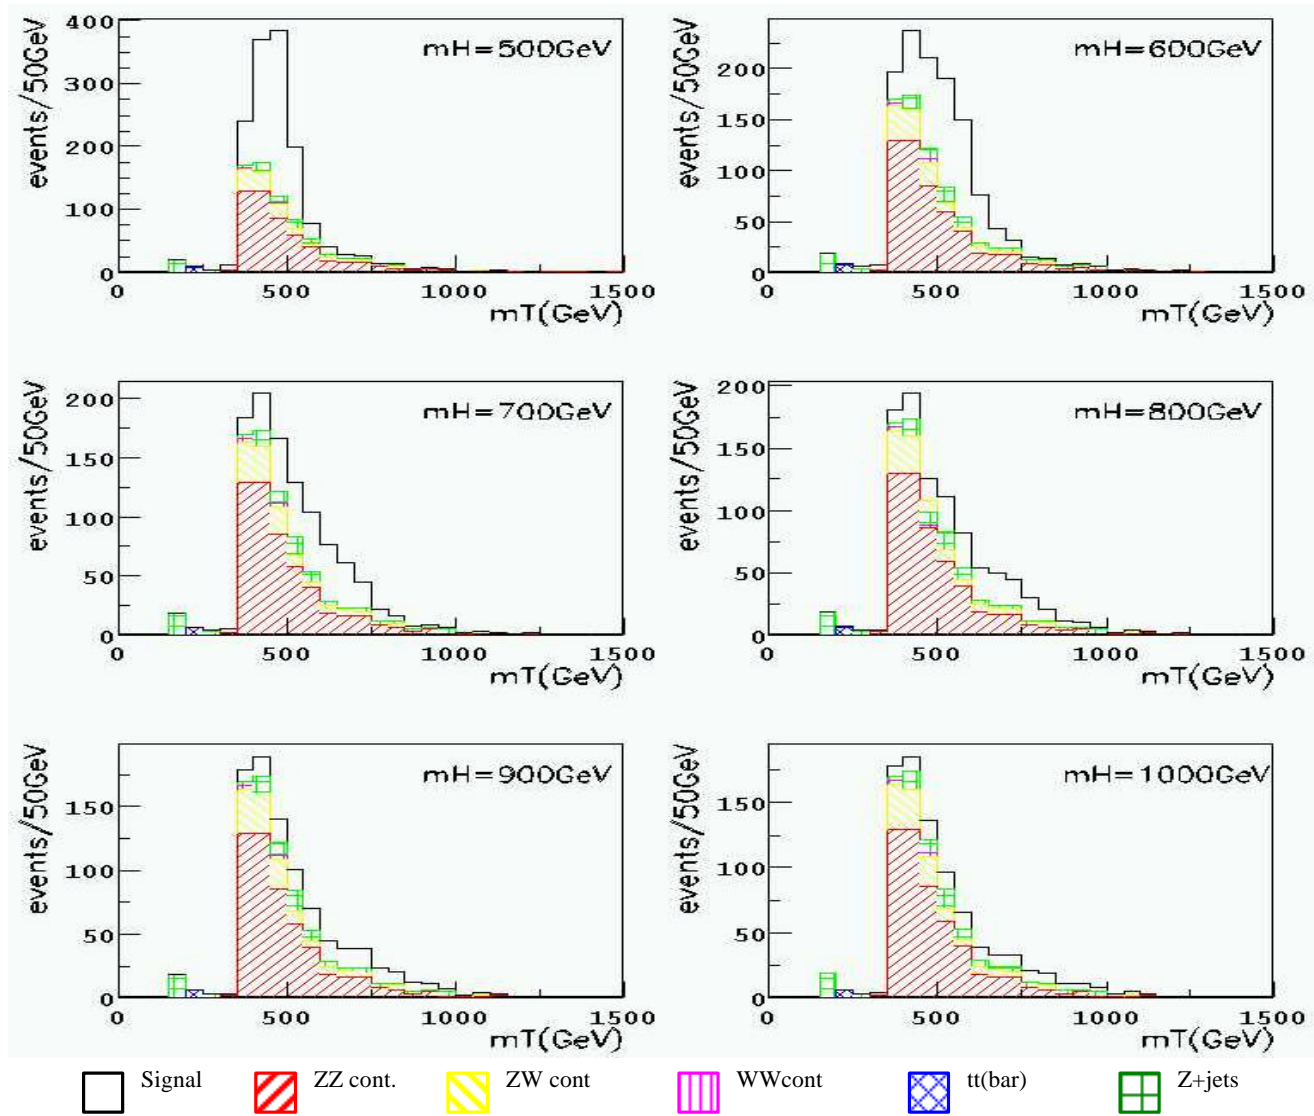 events/50GeV
400
300
200
100
0
mH=500GeV
0 500 1000 1500
mT(GeV)
events/50GeV
200
150
100
50
0
mH=600GeV
0 500 1000 1500
mT(GeV)
events/50GeV
200
150
100
50
0
mH=700GeV
0 500 1000 1500
mT(GeV)
events/50GeV
200
150
100
50
0
mH=800GeV
0 500 1000 1500
mT(GeV)
events/50GeV
150
100
50
0
mH=900GeV
0 500 1000 1500
mT(GeV)
events/50GeV
150
100
50
0
mH=1000GeV
0 500 1000 1500
mT(GeV)
Signal ZZ cont. ZW cont WWcont tt(bar) Z+jets